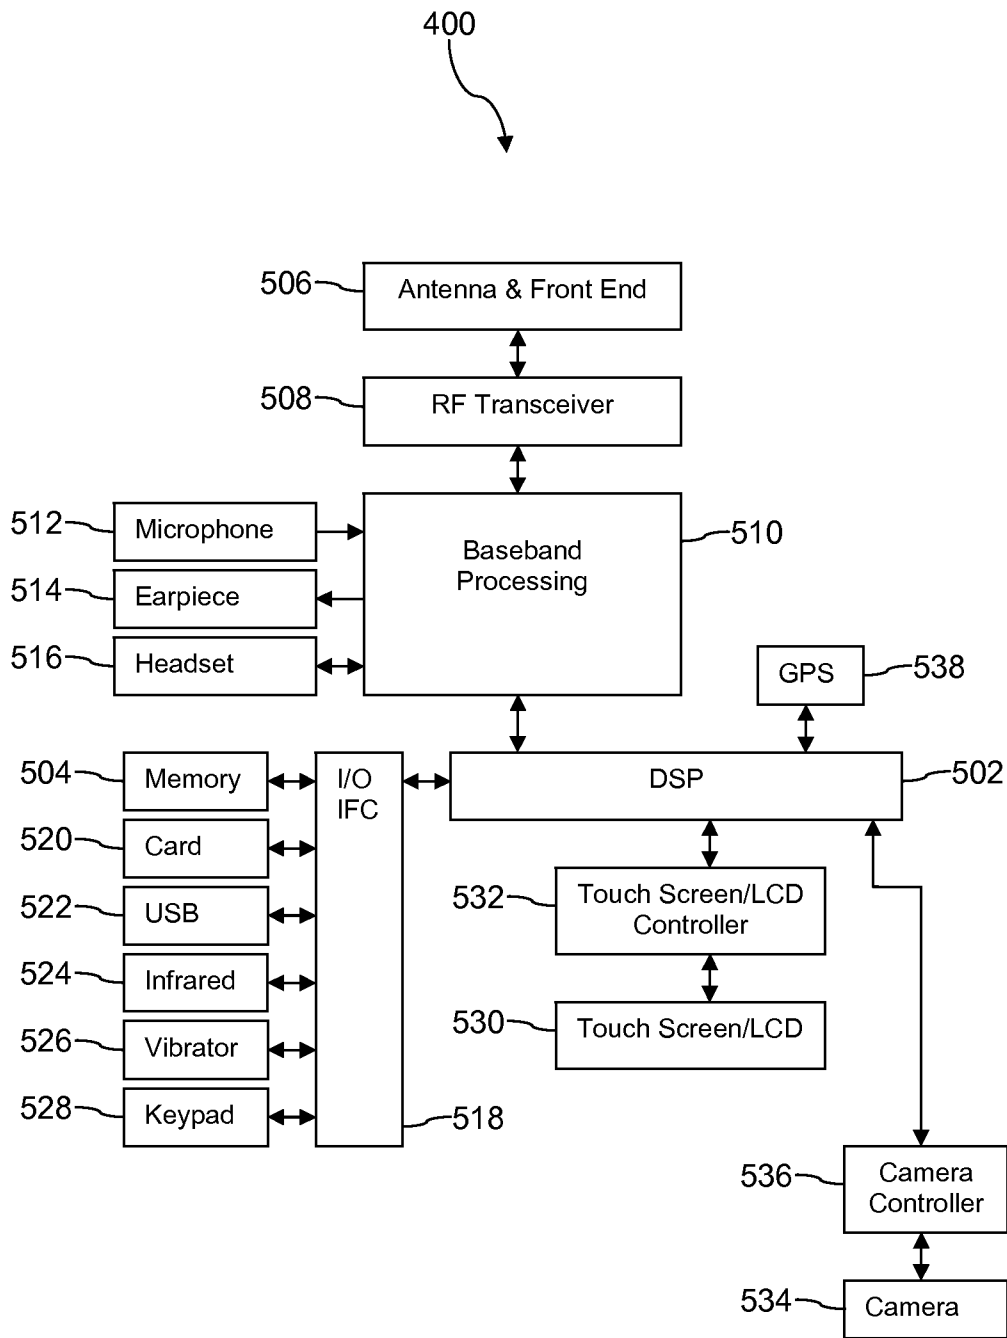 400
506
Antenna & Front End
508
RF Transceiver
512
Microphone
Baseband
Processing
510
514
Earpiece
516
Headset
GPS
538
504
Memory
I/O
IFC
DSP
502
520
Card
522
USB
532
Touch Screen/LCD
Controller
524
Infrared
530
Touch Screen/LCD
526
Vibrator
528
Keypad
518
536
Camera
Controller
534
Camera